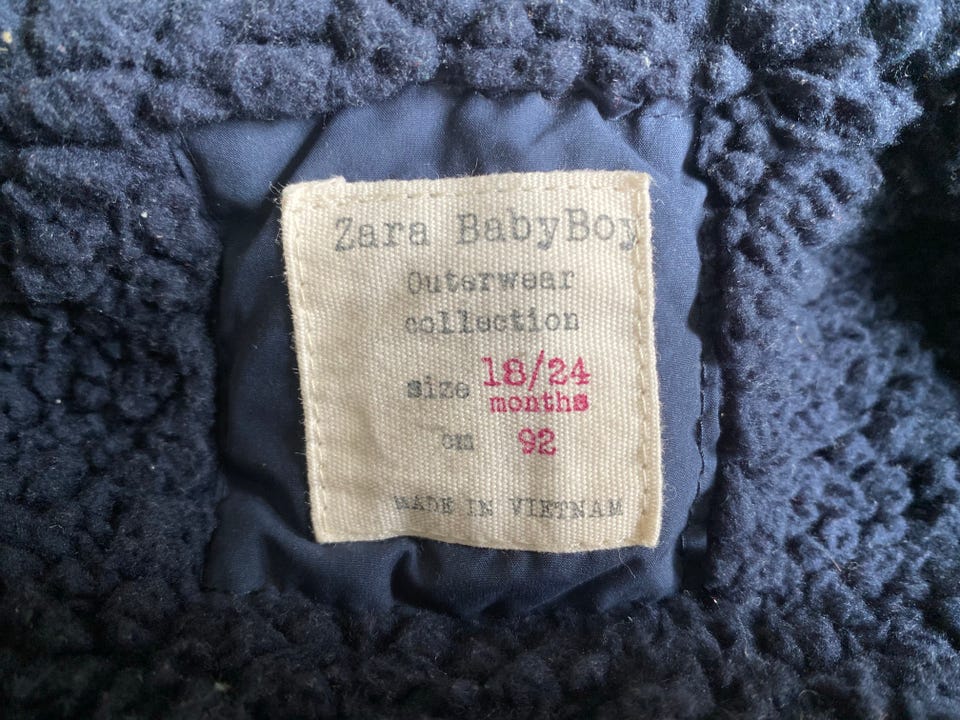 Zara BabyBoy
Outerwear
collection
size 18/24
months
cm 92
MADE IN VIETNAM